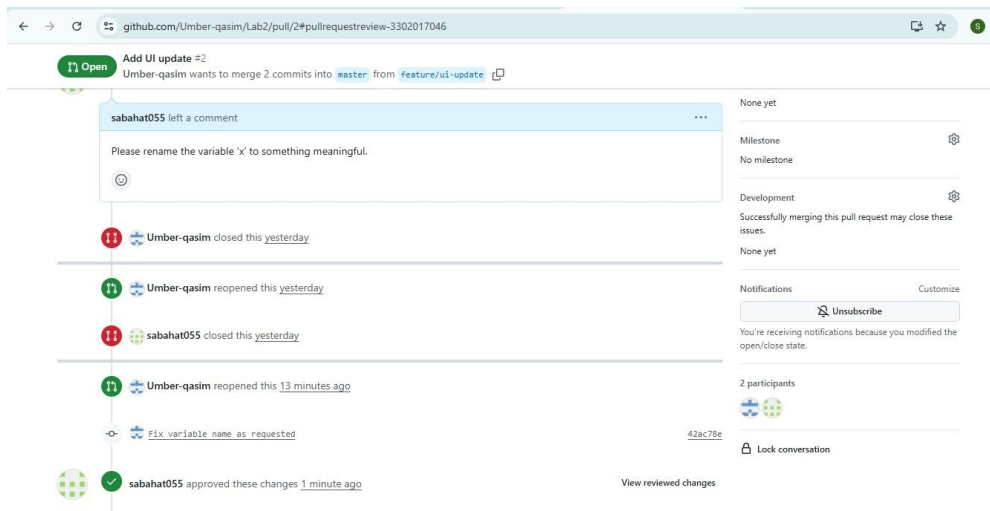 github.com/Umber-qasim/Lab2/pull/2#pullrequestreview-3302017046
S
Open
Add UI update #2
Umber-qasim wants to merge 2 commits into master from feature/ui-update
sabahat055 left a comment
Please rename the variable 'x' to something meaningful.
Umber-qasim closed this yesterday
Umber-qasim reopened this yesterday
sabahat055 closed this yesterday
Umber-qasim reopened this 13 minutes ago
Fix variable name as requested
42ac78e
sabahat055 approved these changes 1 minute ago
View reviewed changes
None yet
Milestone
No milestone
Development
Successfully merging this pull request may close these
issues.
None yet
Notifications
Customize
Unsubscribe
You're receiving notifications because you modified the
open/close state.
2 participants
Lock conversation